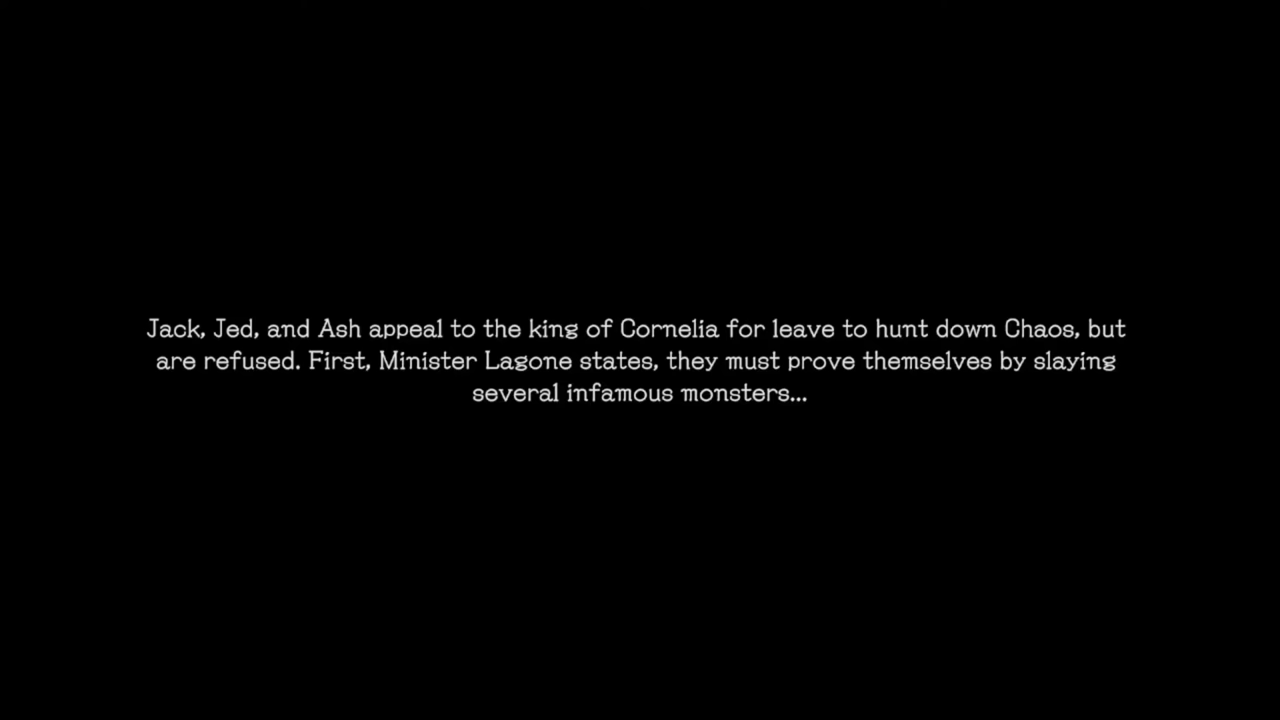 Jack, Jed, and Ash appeal to the king of Cornelia for leave to hunt down Chaos, but
are refused. First, Minister Lagone states, they must prove themselves by slaying
several infamous monsters...